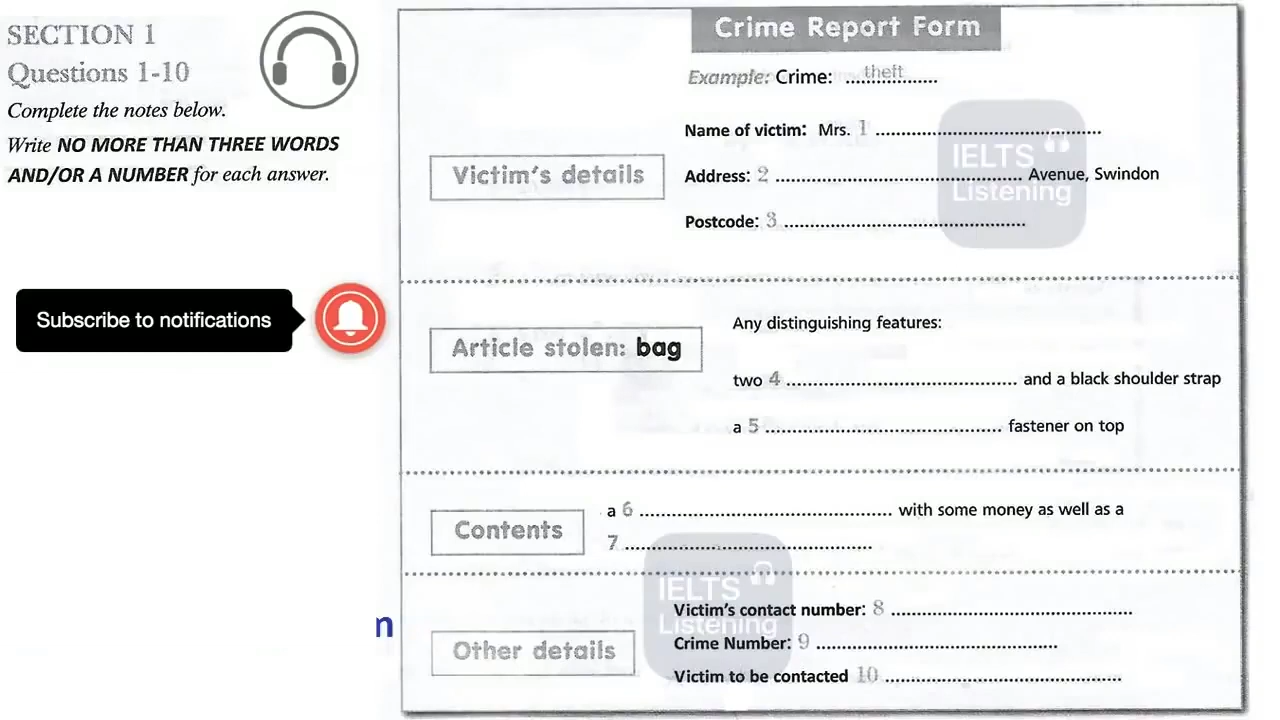 SECTION 1
Questions 1-10
Complete the notes below.
Write NO MORE THAN THREE WORDS
AND/OR A NUMBER for each answer.
Subscribe to notifications
n
Crime Report Form
Example: Crime: ...theft...
Victim's details
Name of victim: Mrs. 1 ..........
Address: 2 .......... Avenue, Swindon
Postcode: 3 ..........
IELTS
Listening
Article stolen: bag
Any distinguishing features:
two 4 .......... and a black shoulder strap
a 5 .......... fastener on top
Contents
a 6 .......... with some money as well as a
7 ..........
Other details
Victim's contact number: 8 ..........
Crime Number: 9 ..........
Victim to be contacted 10 ..........
IELTS
Listening